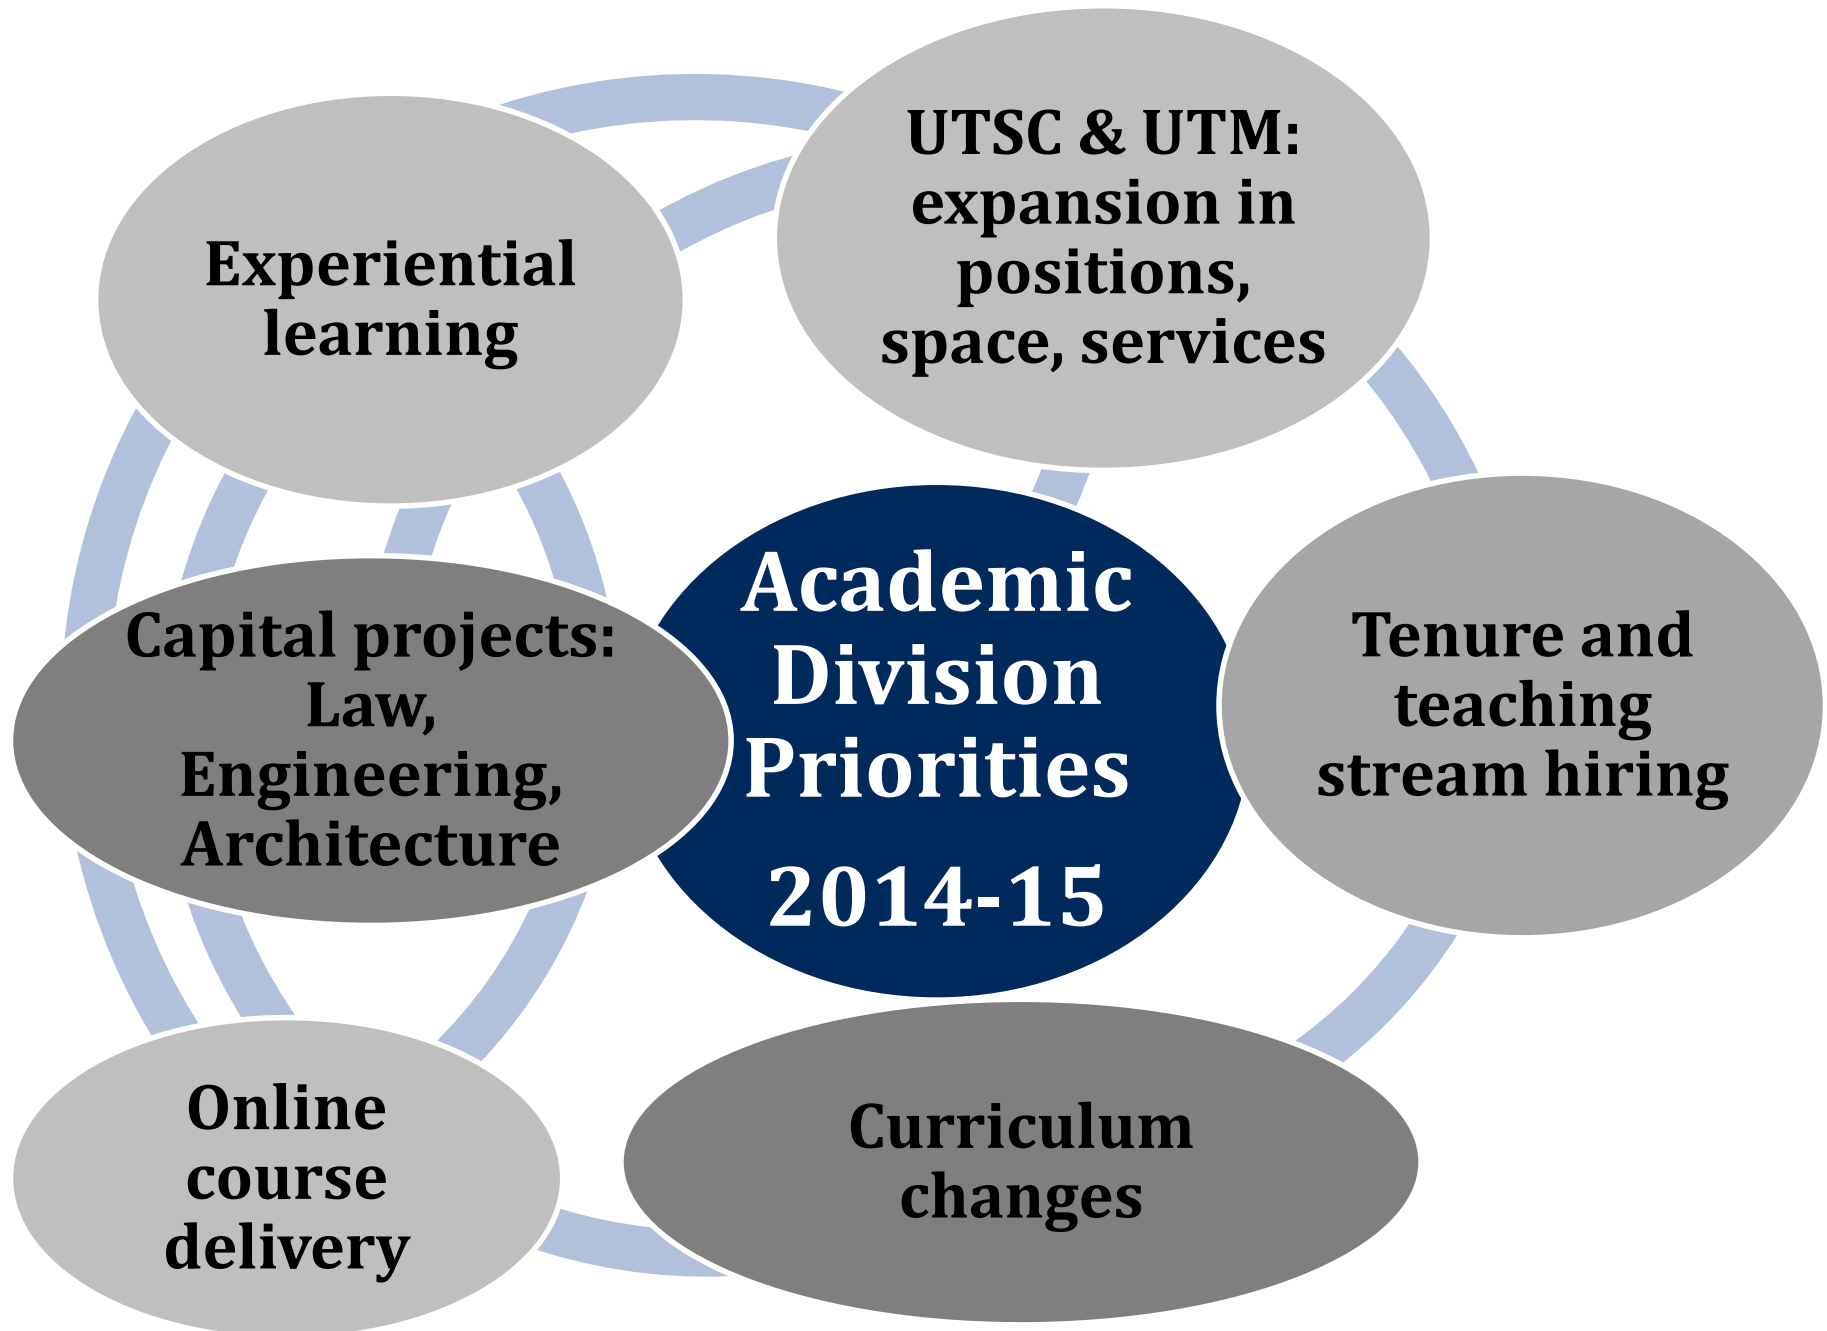 UTSC & UTM:
expansion in
positions,
space, services
Experiential
learning
Academic
Division
Priorities
2014-15
Capital projects:
Law,
Engineering,
Architecture
Tenure and
teaching
stream hiring
Online
course
delivery
Curriculum
changes